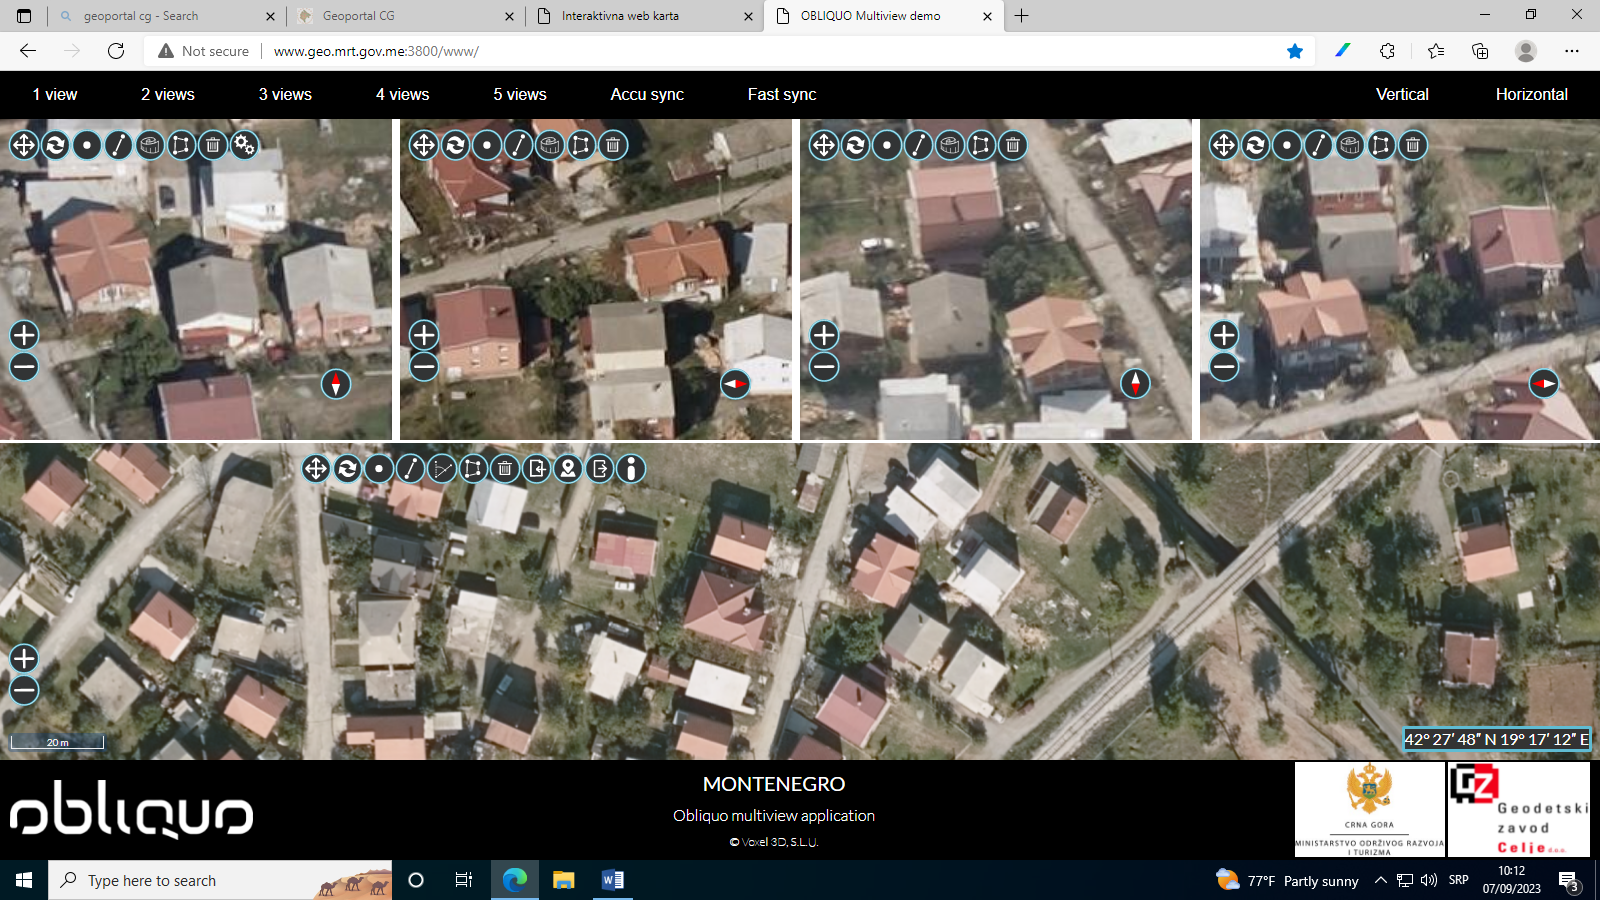 geoportal cg - Search
Geoportal CG
Interaktivna web karta
OBLIQUO Multiview demo
Not secure
www.geo.mrt.gov.me:3800/www/
1 view
2 views
3 views
4 views
5 views
Accu sync
Fast sync
Vertical
Horizontal
20 m
42° 27′ 48″ N 19° 17′ 12″ E
obliquo
MONTENEGRO
Obliquo multiview application
© Voxel 3D, S.L.U.
CRNA GORA
MINISTARSTVO ODRŽIVOG RAZVOJA
I TURIZMA
GZ
Geodetski
zavod
Celje d.o.o.
Type here to search
77°F Partly sunny
SRP
10:12
07/09/2023
3